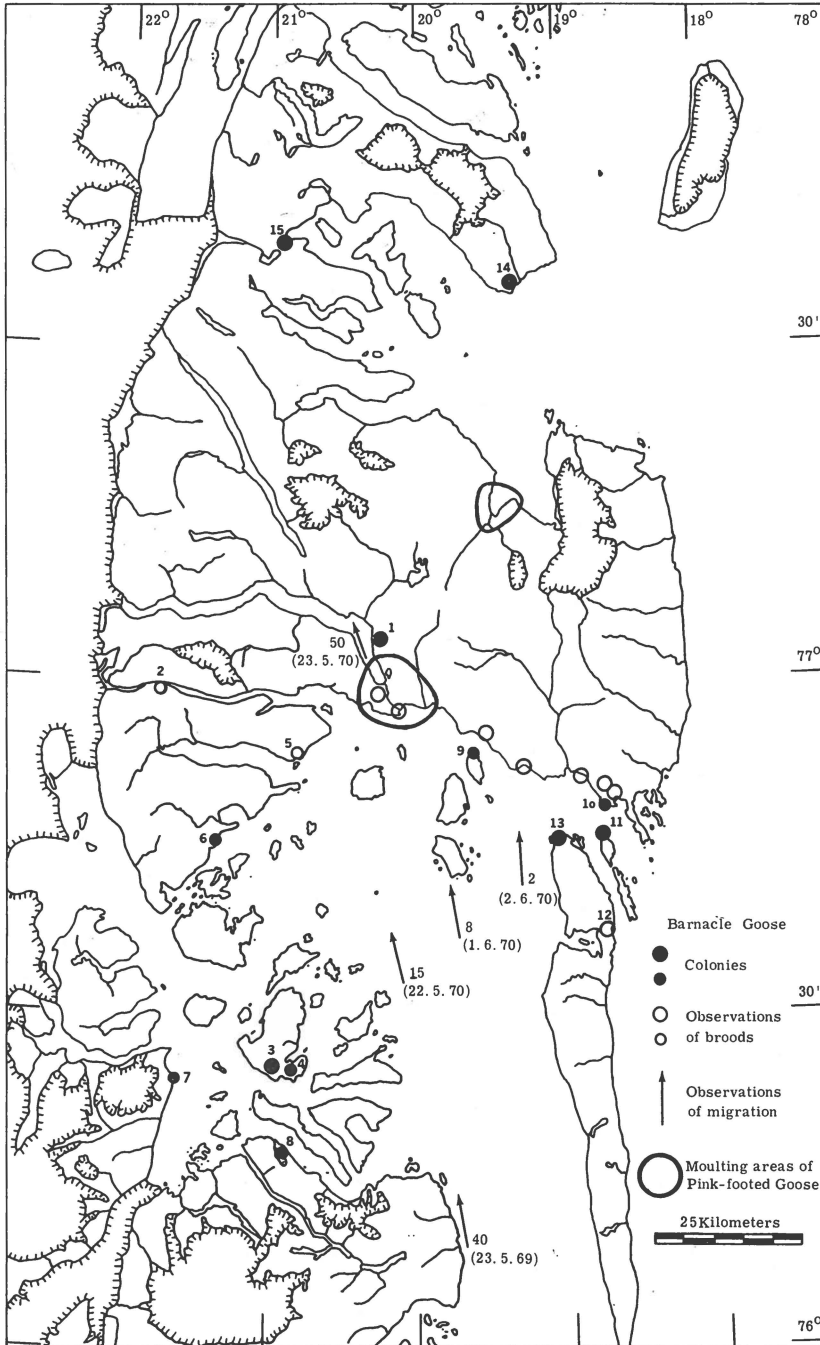 22° 21° 20° 19° 18° 78°
15
14
30'
1
50
(23.5.70)
77°
2
5
9
10
13
11
6
2
(2.6.70)
8
(1.6.70)
12
15
(22.5.70)
Barnacle Goose
Colonies
30'
Observations
of broods
3
4
7
Observations
of migration
8
Moulting areas of
Pink-footed Goose
25Kilometers
40
(23.5.69)
76°